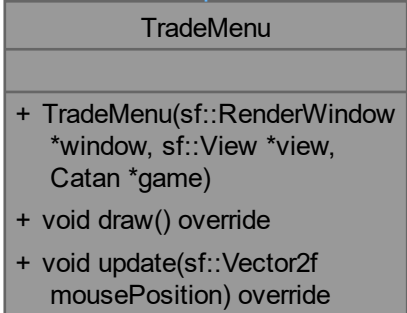 TradeMenu
+ TradeMenu(sf::RenderWindow
*window, sf::View *view,
Catan *game)
+ void draw() override
+ void update(sf::Vector2f
mousePosition) override